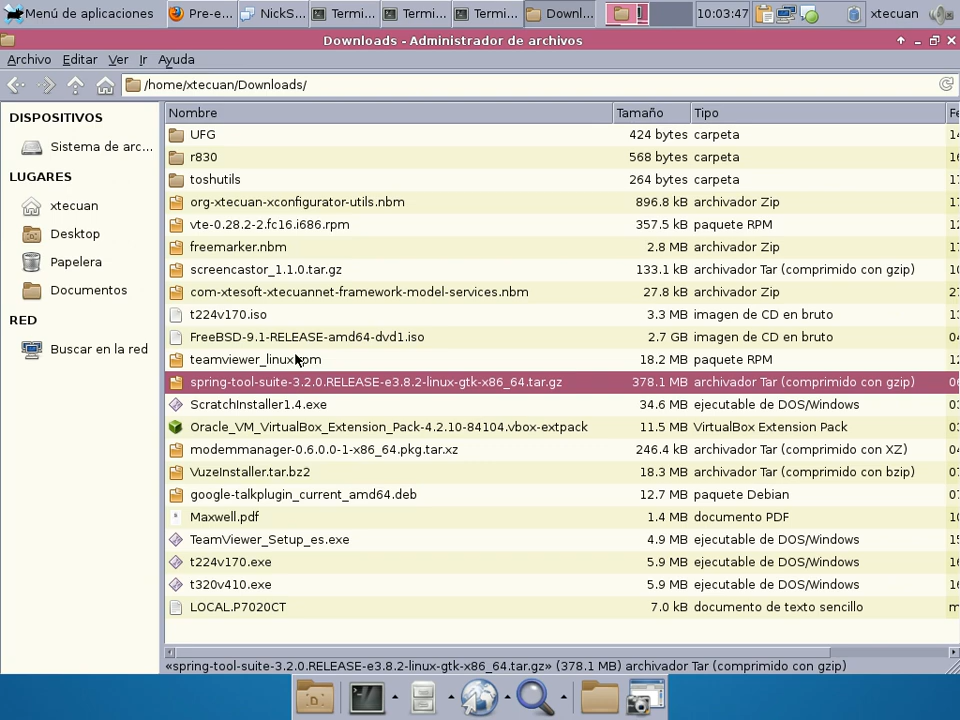 Menú de aplicaciones
Pre-e...
NickS...
Termi...
Termi...
Termi...
Downl...
10:03:47
xtecuan
Downloads - Administrador de archivos
Archivo Editar Ver Ir Ayuda
/home/xtecuan/Downloads/
DISPOSITIVOS
Sistema de arc...
LUGARES
xtecuan
Desktop
Papelera
Documentos
RED
Buscar en la red
Nombre Tamaño Tipo
UFG 424 bytes carpeta
r830 568 bytes carpeta
toshutils 264 bytes carpeta
org-xtecuan-xconfigurator-utils.nbm 896.8 kB archivador Zip
vte-0.28.2-2.fc16.i686.rpm 357.5 kB paquete RPM
freemarker.nbm 2.8 MB archivador Zip
screencastor_1.1.0.tar.gz 133.1 kB archivador Tar (comprimido con gzip)
com-xtesoft-xtecuannet-framework-model-services.nbm 27.8 kB archivador Zip
t224v170.iso 3.3 MB imagen de CD en bruto
FreeBSD-9.1-RELEASE-amd64-dvd1.iso 2.7 GB imagen de CD en bruto
teamviewer_linux.rpm 18.2 MB paquete RPM
spring-tool-suite-3.2.0.RELEASE-e3.8.2-linux-gtk-x86_64.tar.gz 378.1 MB archivador Tar (comprimido con gzip)
ScratchInstaller1.4.exe 34.6 MB ejecutable de DOS/Windows
Oracle_VM_VirtualBox_Extension_Pack-4.2.10-84104.vbox-extpack 11.5 MB VirtualBox Extension Pack
modemmanager-0.6.0.0-1-x86_64.pkg.tar.xz 246.4 kB archivador Tar (comprimido con XZ)
VuzeInstaller.tar.bz2 18.3 MB archivador Tar (comprimido con bzip)
google-talkplugin_current_amd64.deb 12.7 MB paquete Debian
Maxwell.pdf 1.4 MB documento PDF
TeamViewer_Setup_es.exe 4.9 MB ejecutable de DOS/Windows
t224v170.exe 5.9 MB ejecutable de DOS/Windows
t320v410.exe 5.9 MB ejecutable de DOS/Windows
LOCAL.P7020CT 7.0 kB documento de texto sencillo
«spring-tool-suite-3.2.0.RELEASE-e3.8.2-linux-gtk-x86_64.tar.gz» (378.1 MB) archivador Tar (comprimido con gzip)